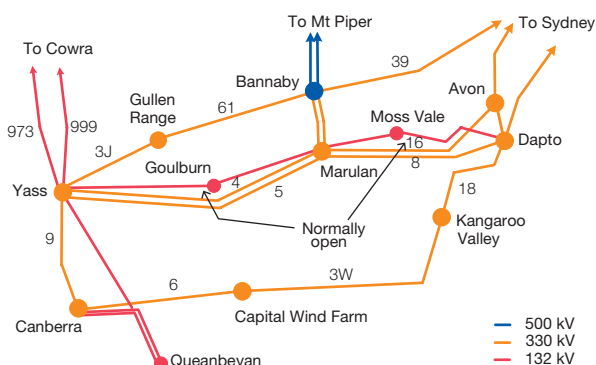 To Mt Piper
To Sydney
To Cowra
39
Bannaby
Avon
Gullen
Range
61
Moss Vale
973
999
3J
Goulburn
16
Dapto
4
Marulan
8
Yass
5
18
Normally
open
Kangaroo
Valley
9
6
3W
Canberra
Capital Wind Farm
500 kV
330 kV
132 kV
Queanbeyan